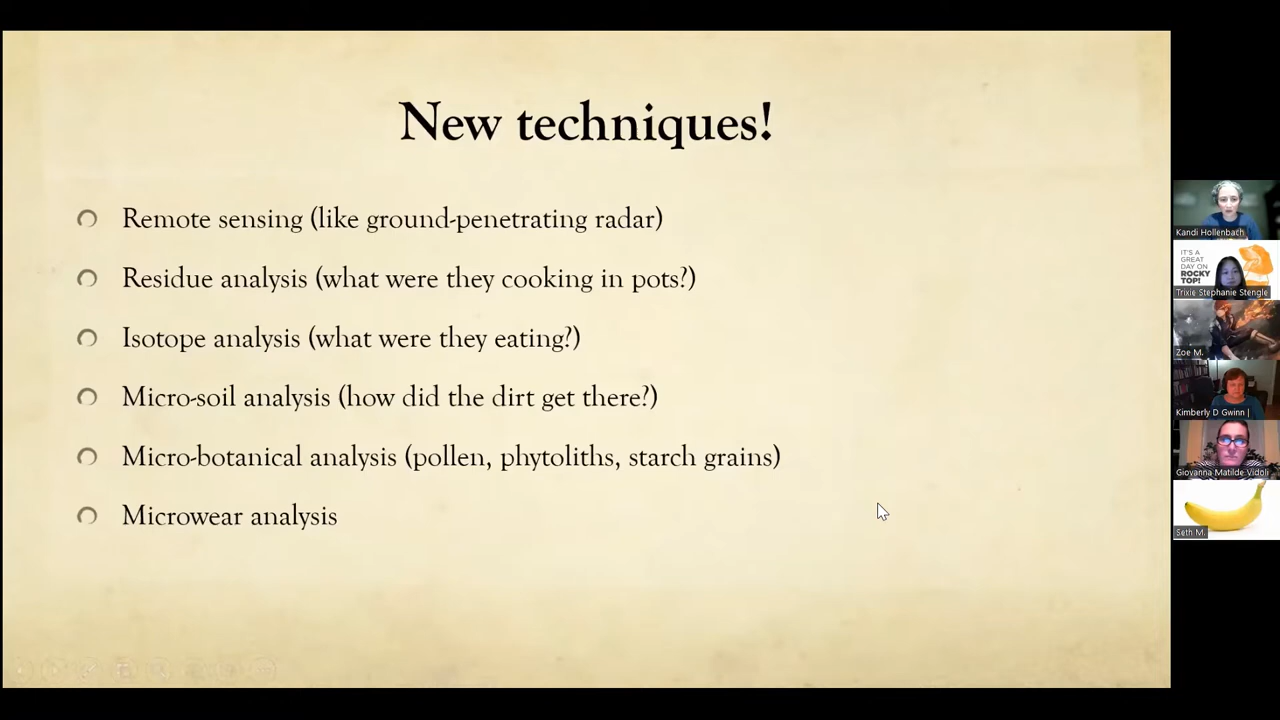 New techniques!
Remote sensing (like ground-penetrating radar)
Residue analysis (what were they cooking in pots?)
Isotope analysis (what were they eating?)
Micro-soil analysis (how did the dirt get there?)
Micro-botanical analysis (pollen, phytoliths, starch grains)
Microwear analysis
Kandi Hollenbach
IT'S A
GREAT
DAY ON
ROCKY
TOP!
Trixie Stephanie Stengle
Zoe M.
Kimberly D Gwinn |
Giovanna Matilde Vidoli
Seth M.